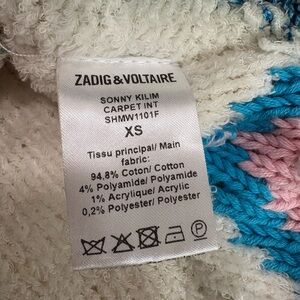 ZADIG & VOLTAIRE
SONNY KILIM
CARPET INT
SHMW1101F
XS
Tissu principal/ Main
fabric:
94,8% Coton/ Cotton
4% Polyamide/ Polyamide
1% Acrylique/ Acrylic
0,2% Polyester/ Polyester
P